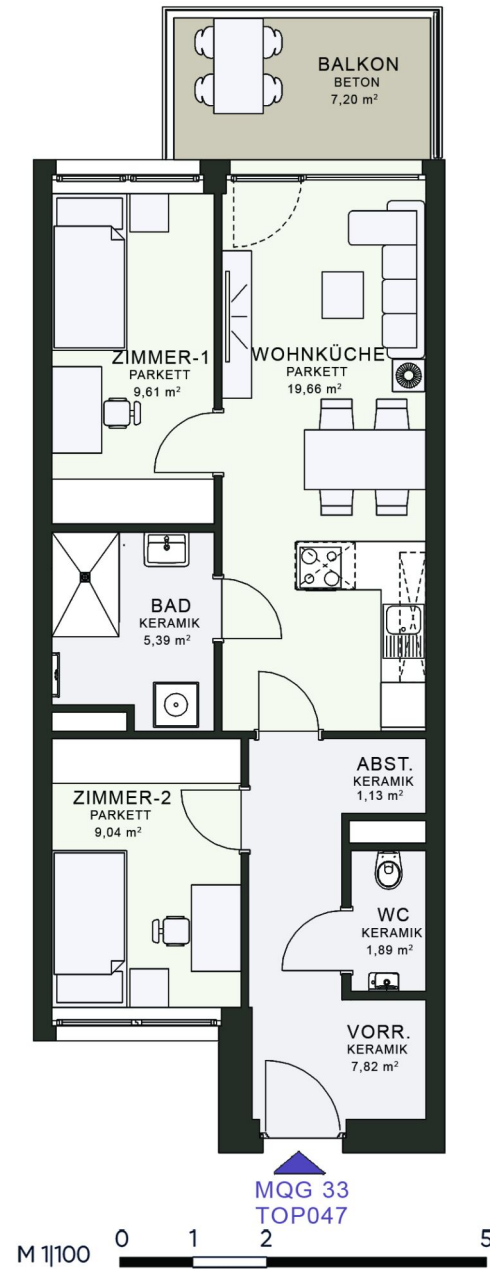 BALKON
BETON
7,20 m²
ZIMMER-1
PARKETT
9,61 m²
WOHNKÜCHE
PARKETT
19,66 m²
BAD
KERAMIK
5,39 m²
ABST.
KERAMIK
1,13 m²
ZIMMER-2
PARKETT
9,04 m²
WC
KERAMIK
1,89 m²
VORR.
KERAMIK
7,82 m²
MQG 33
TOP047
M 1|100 0 1 2 5